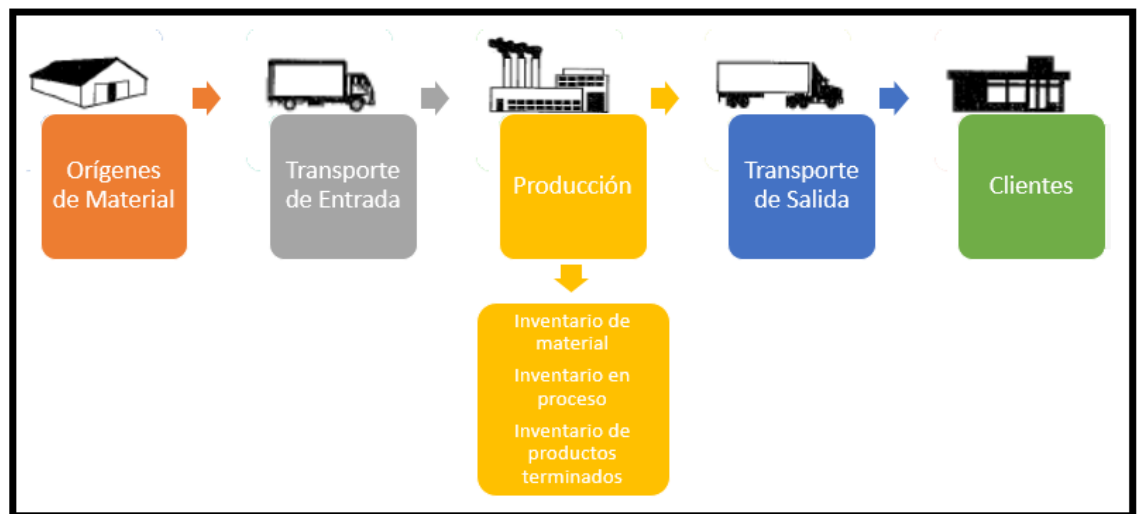 Orígenes
de Material
Transporte
de Entrada
Producción
Transporte
de Salida
Clientes
Inventario de
material
Inventario en
proceso
Inventario de
productos
terminados